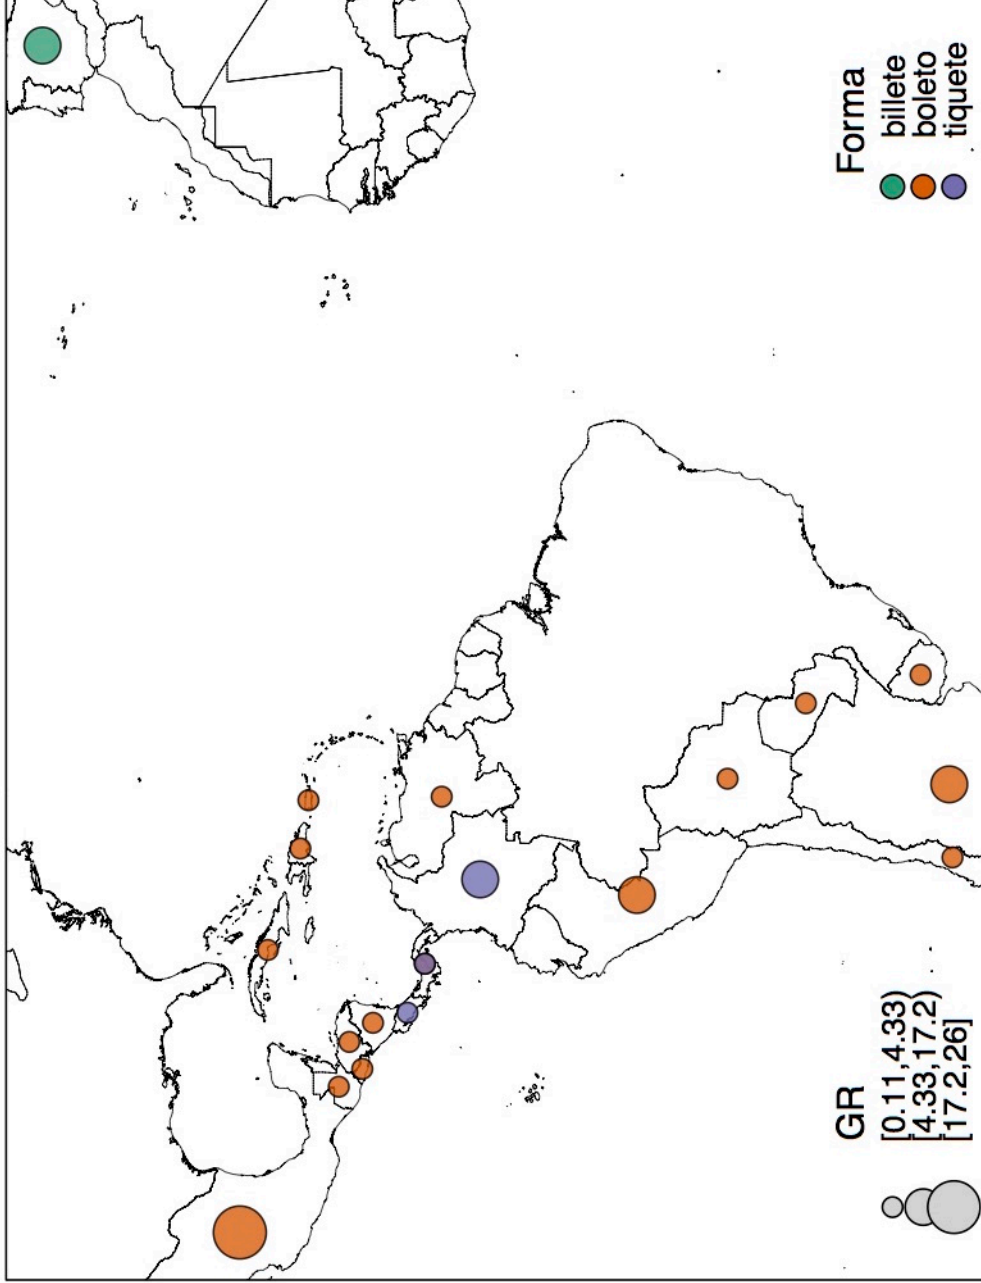 GR
[0.11,4.33)
[4.33,17.2)
[17.2,26]
Forma
billete
boleto
tiquete